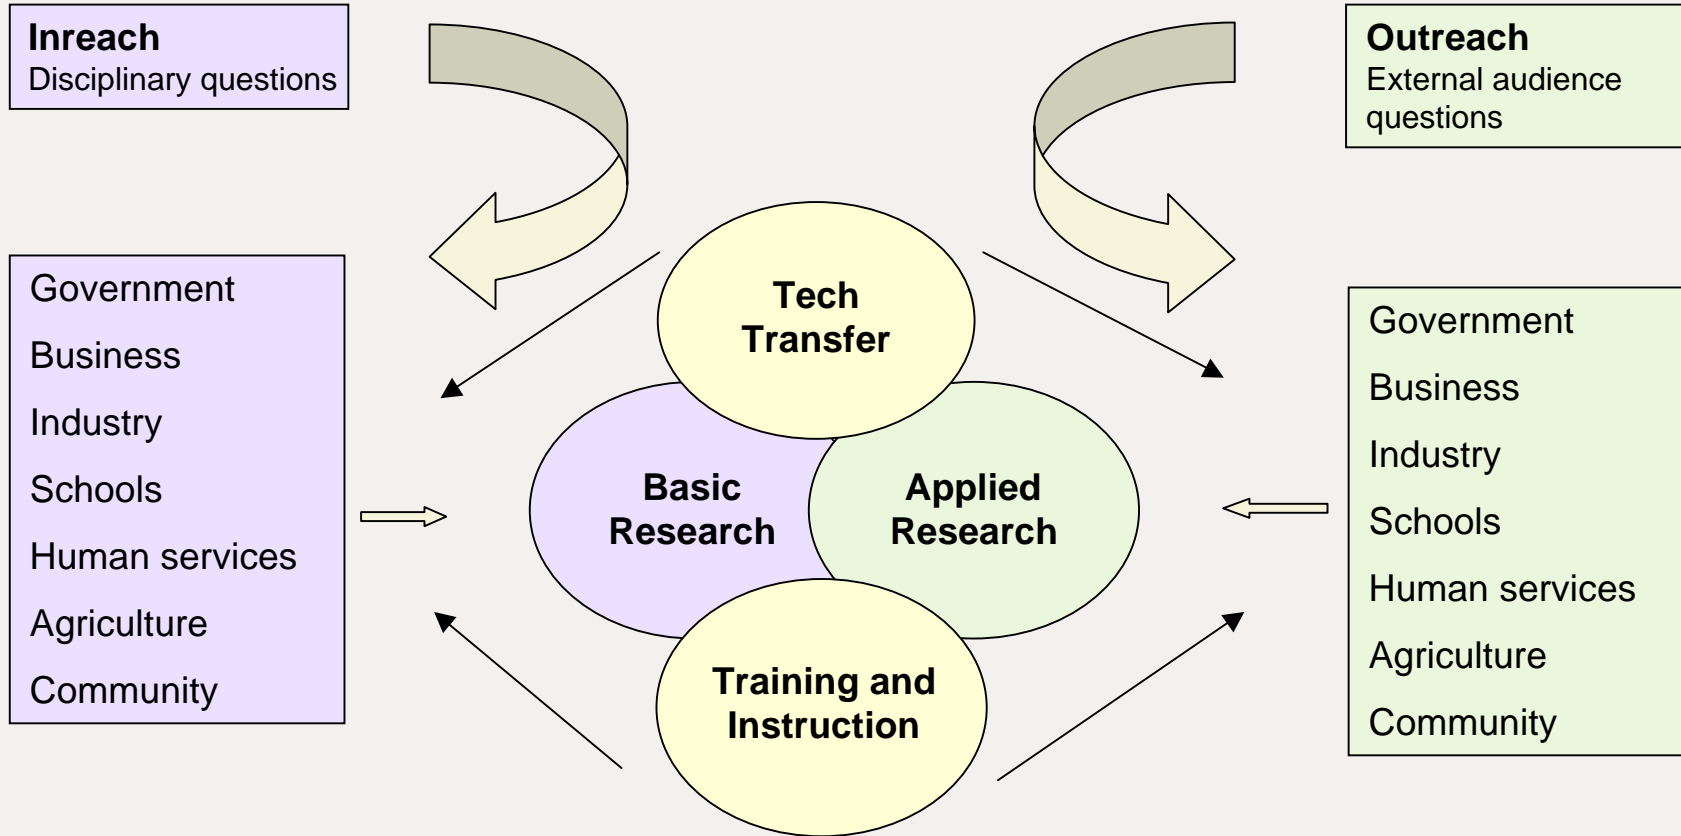 Inreach
Disciplinary questions
Outreach
External audience
questions
Government
Business
Industry
Schools
Human services
Agriculture
Community
Tech
Transfer
Basic
Research
Applied
Research
Training and
Instruction
Government
Business
Industry
Schools
Human services
Agriculture
Community